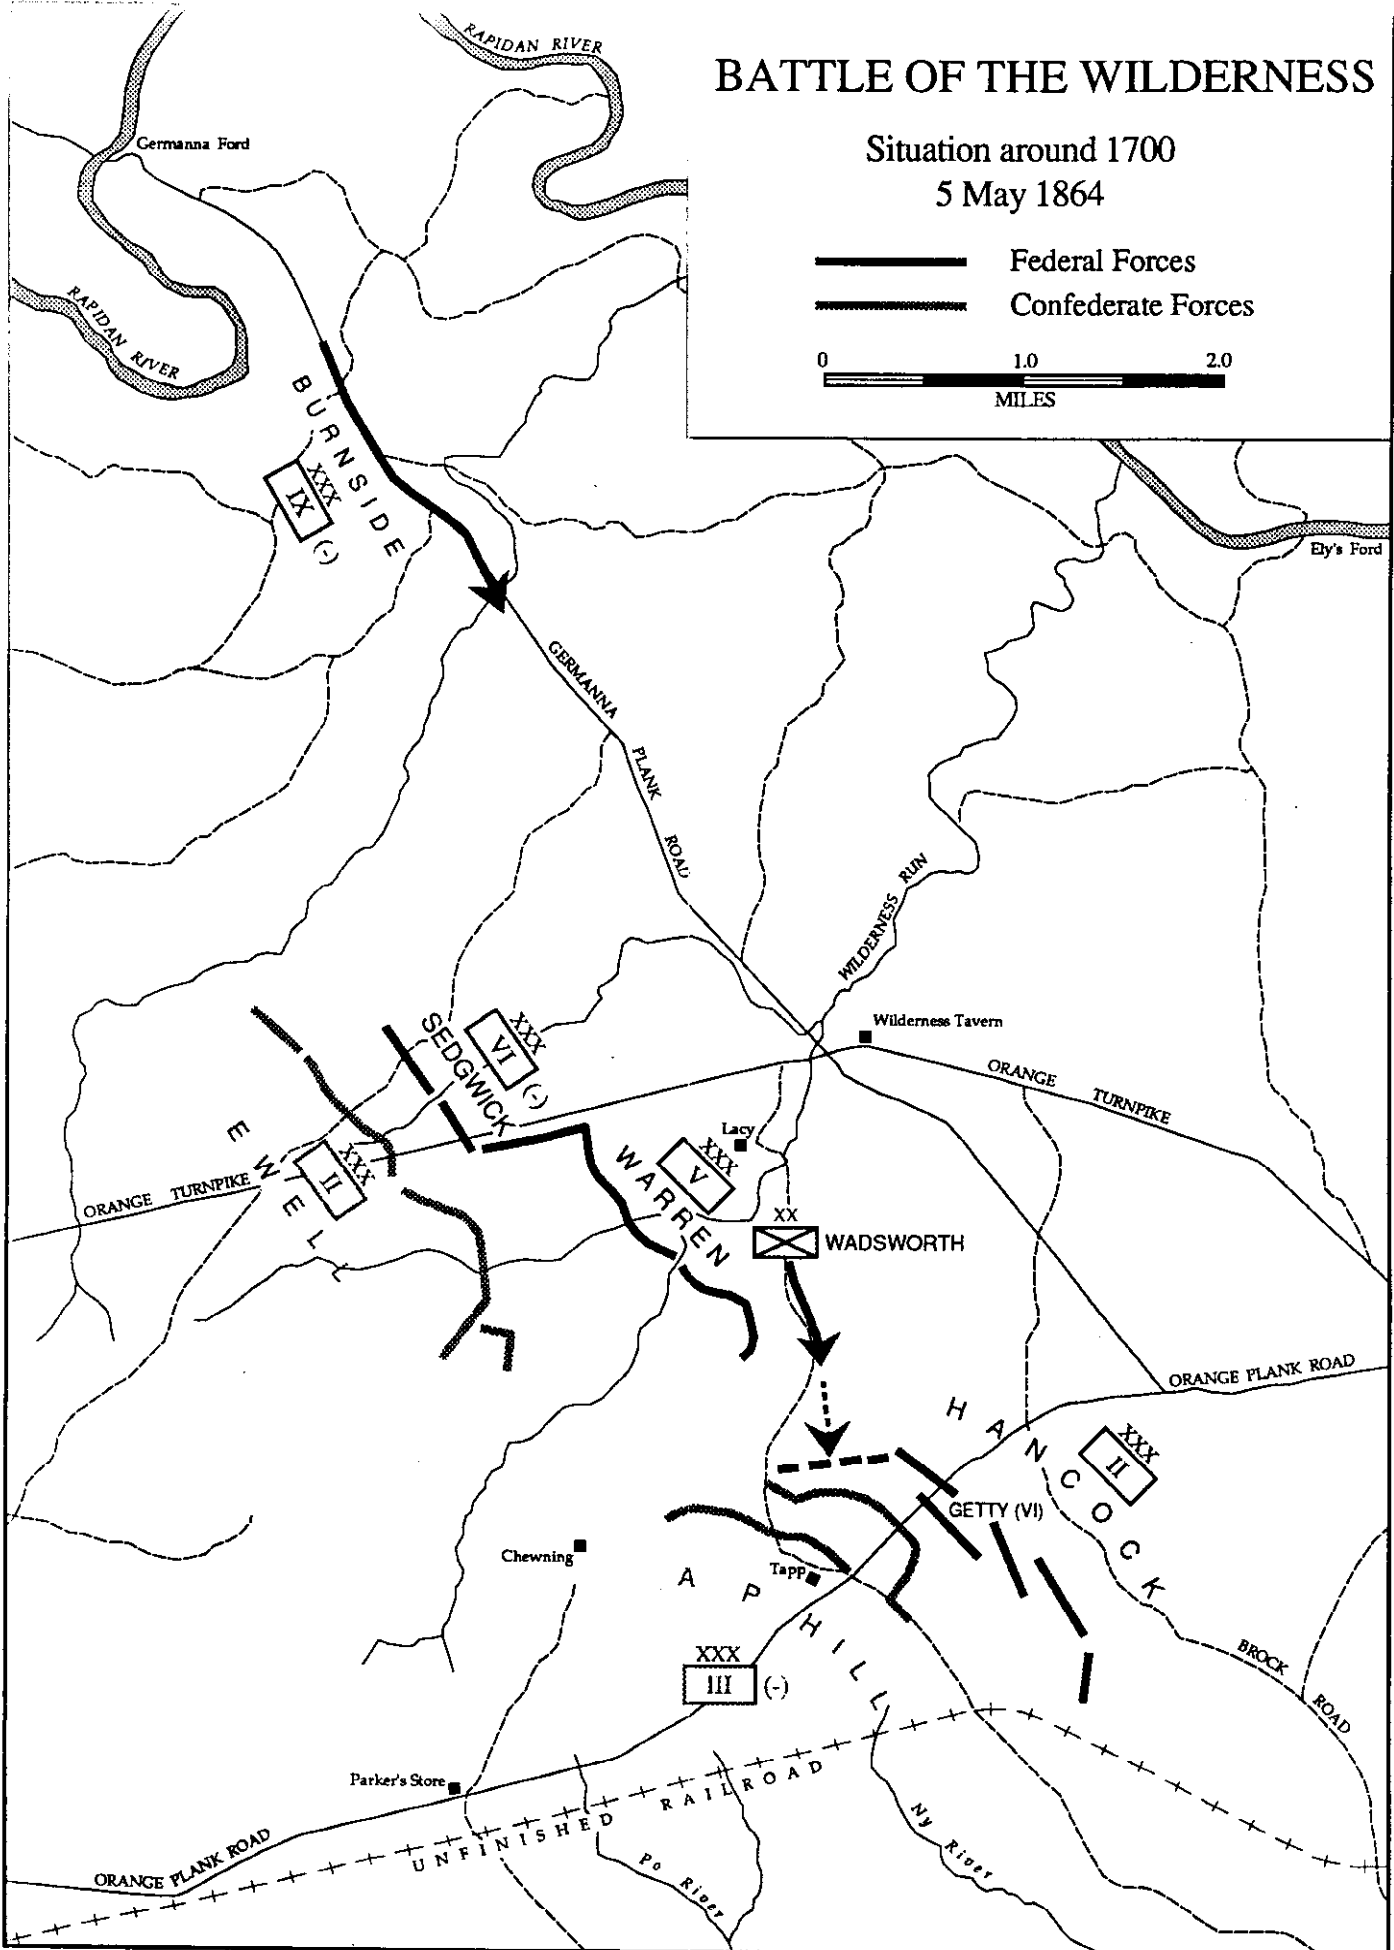 RAPIDAN RIVER
BATTLE OF THE WILDERNESS
Situation around 1700
5 May 1864
Federal Forces
Confederate Forces
0 1.0 2.0
MILES
Germanna Ford
RAPIDAN RIVER
BURNSIDE
XXX
IX
(-)
Ely's Ford
GERMANNA
PLANK
ROAD
WILDERNESS RUN
Wilderness Tavern
ORANGE TURNPIKE
SEDGWICK
XXX
VI
(-)
EWELL
XXX
II
ORANGE TURNPIKE
Lacy
WARREN
XXX
V
XX
WADSWORTH
ORANGE PLANK ROAD
HANCOCK
XXX
II
GETTY (VI)
Chewning
Tapp
A P HILL
XXX
III
(-)
BROCK
ROAD
Parker's Store
UNFINISHED RAILROAD
ORANGE PLANK ROAD
Po River
Ny River